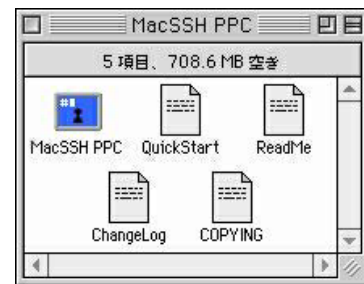 MacSSH PPC
5 項目、708.6 MB 空き
MacSSH PPC QuickStart ReadMe
ChangeLog COPYING